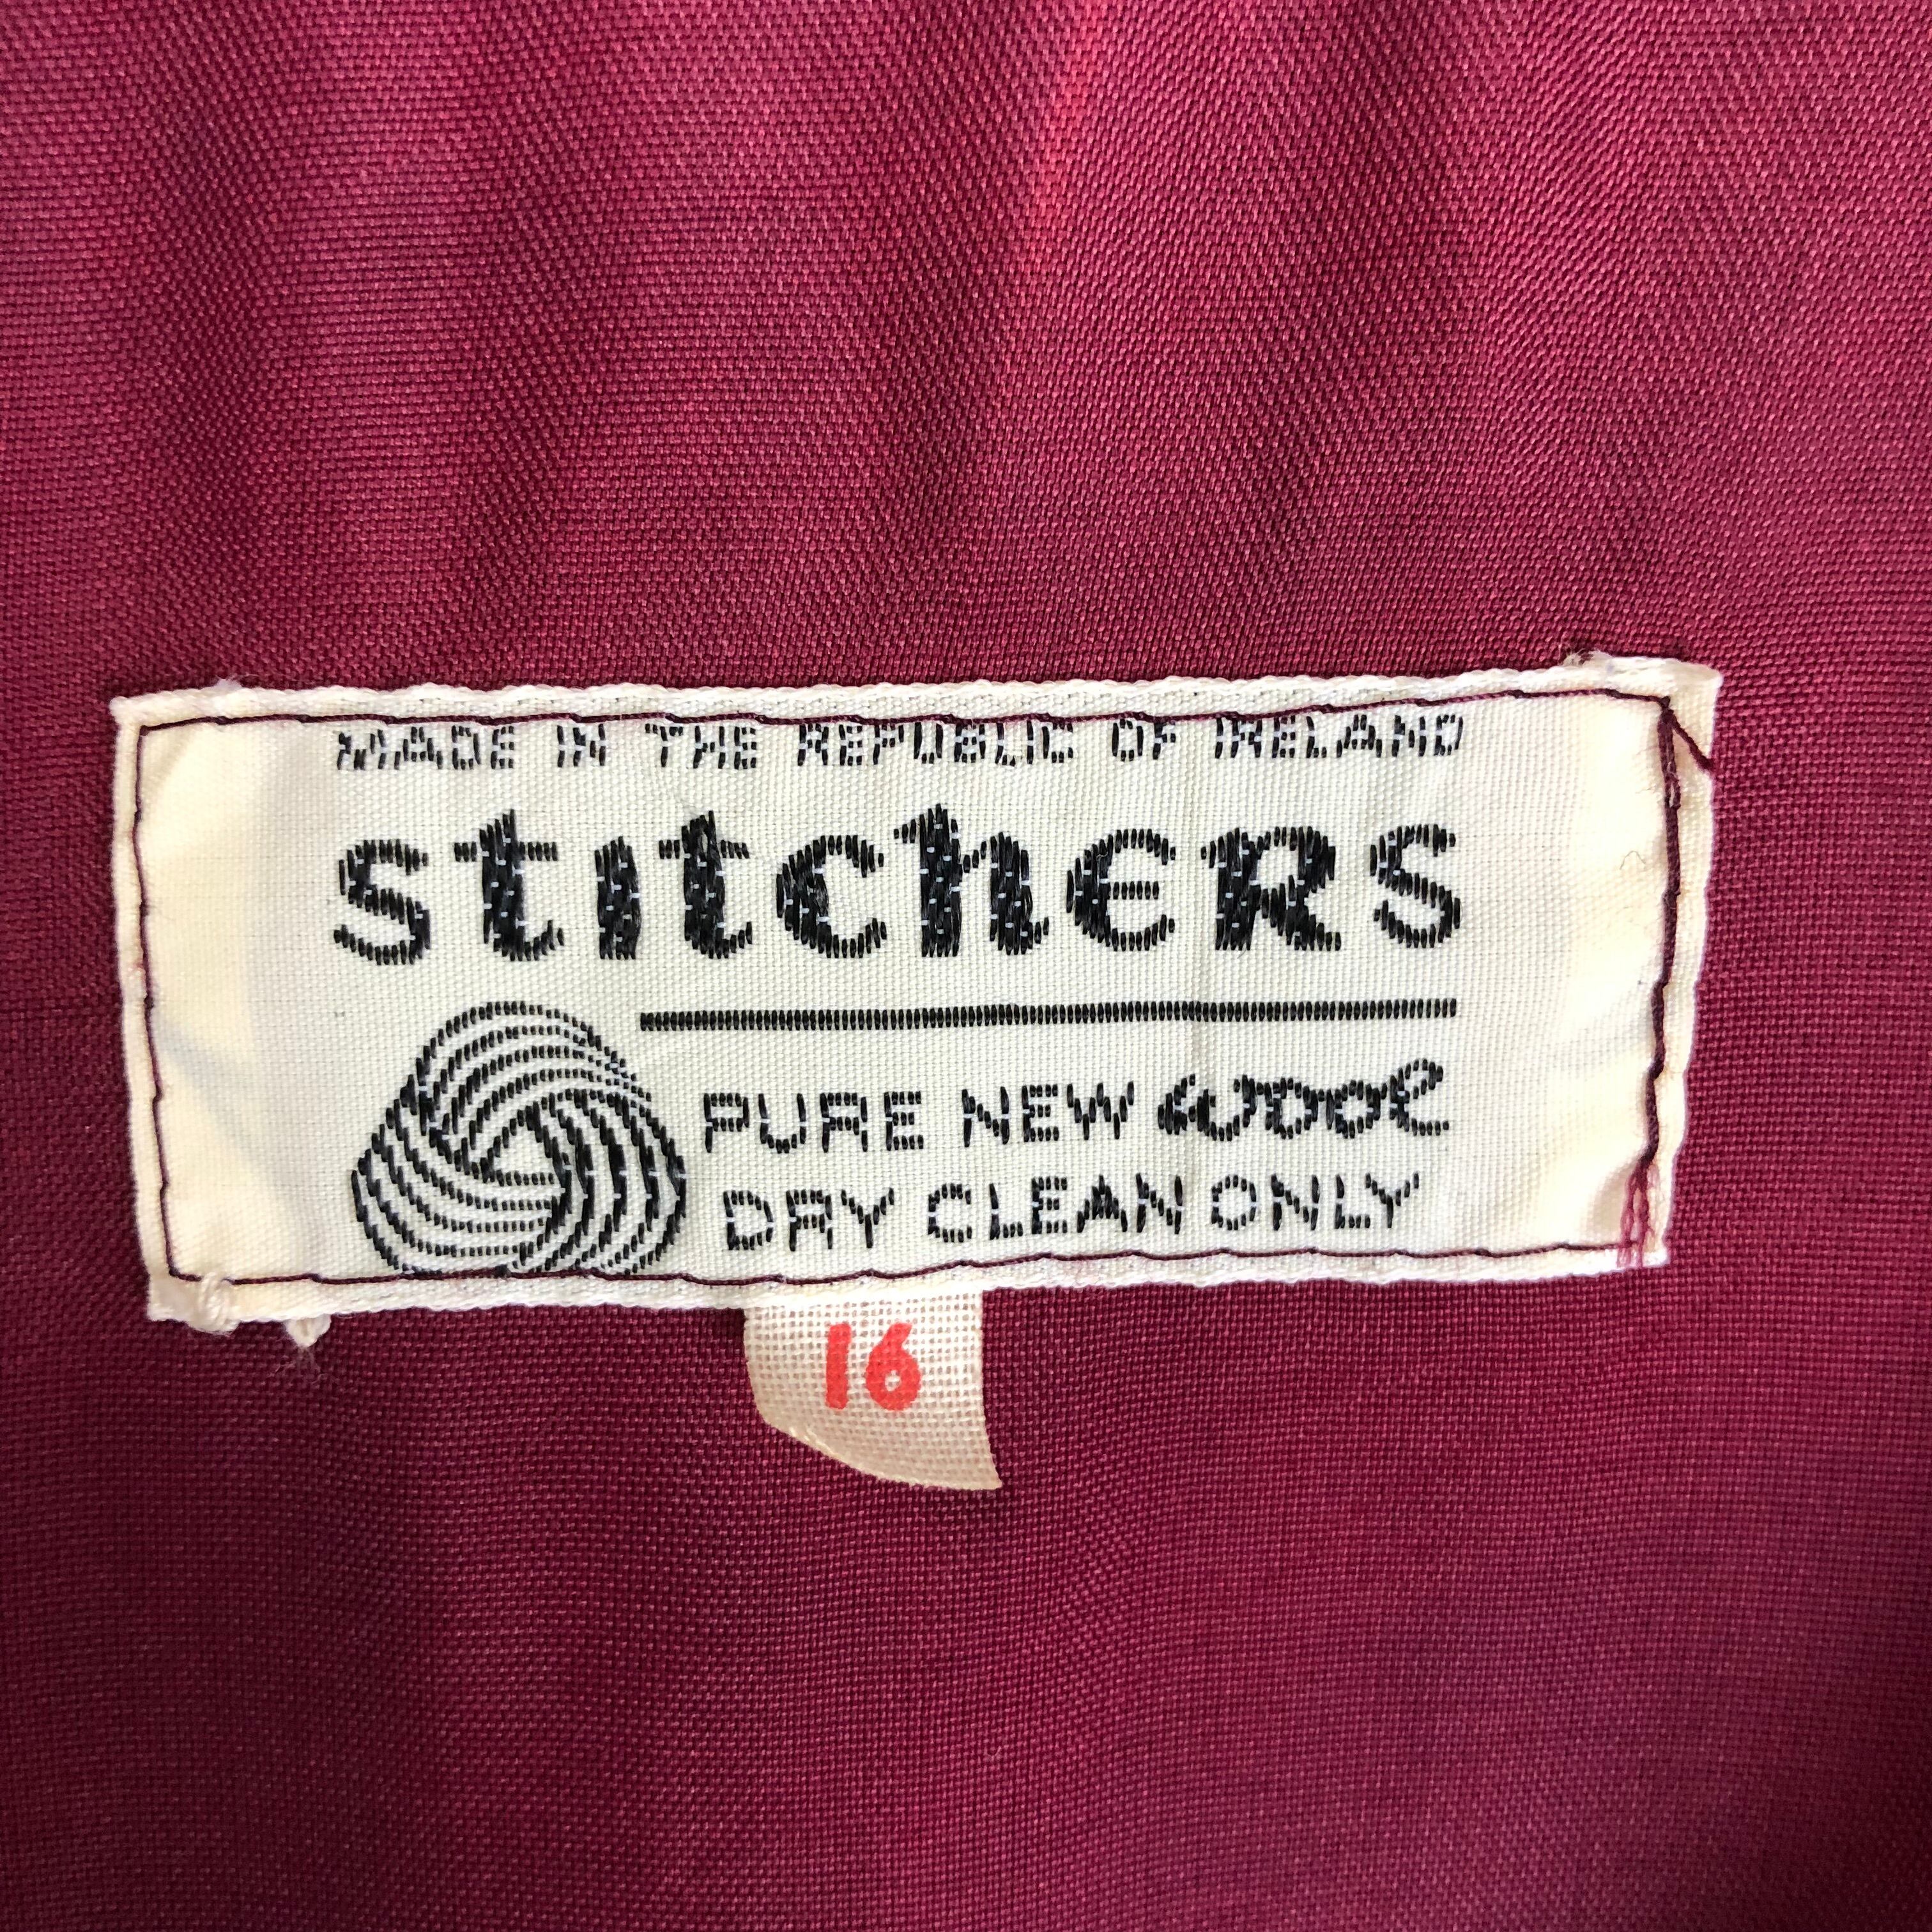 MADE IN THE REPUBLIC OF IRELAND
stitchers
PURE NEW wool
DRY CLEAN ONLY
16